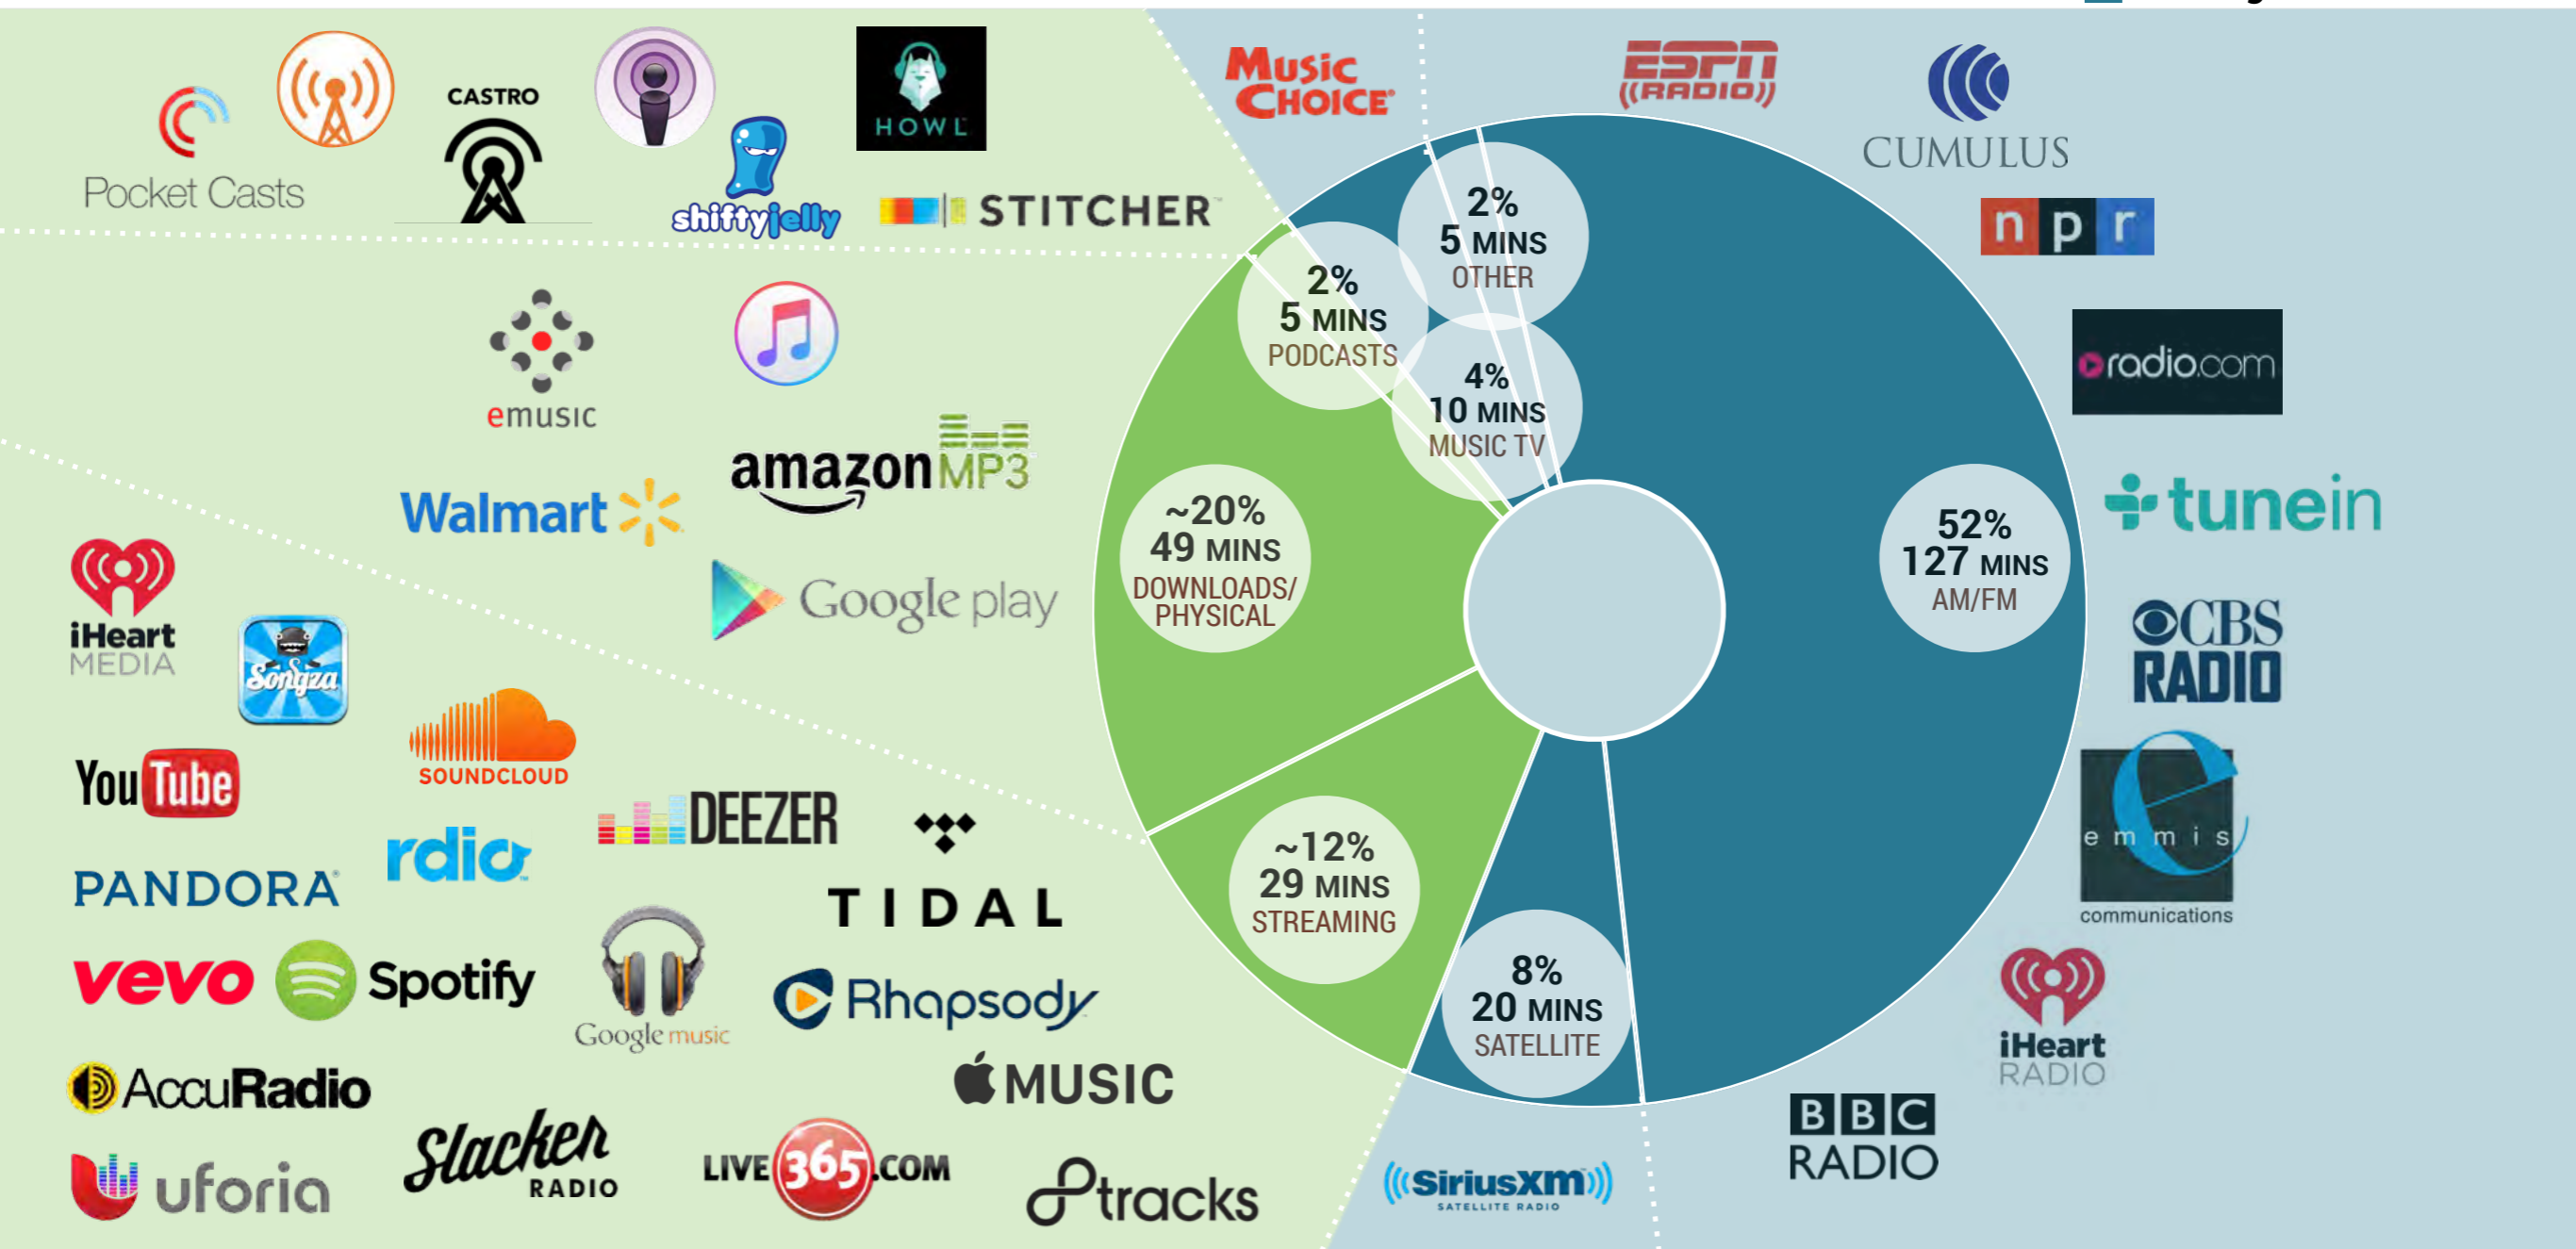 CASTRO
Pocket Casts
shiftyjelly
HOWL
STITCHER
MUSIC
CHOICE
ESPN
((RADIO))
CUMULUS
npr
radio.com
tunein
CBS
RADIO
emmis
communications
iHeart
RADIO
BBC
RADIO
((SiriusXM))
SATELLITE RADIO
emusic
amazon MP3
Walmart
Google play
iHeart
MEDIA
Songza
SOUNDCLOUD
YouTube
DEEZER
rdio
PANDORA
TIDAL
vevo
Spotify
Google music
Rhapsody
AccuRadio
MUSIC
uforia
Slacker
RADIO
LIVE365.COM
8tracks
2%
5 MINS
OTHER
2%
5 MINS
PODCASTS
4%
10 MINS
MUSIC TV
~20%
49 MINS
DOWNLOADS/
PHYSICAL
52%
127 MINS
AM/FM
~12%
29 MINS
STREAMING
8%
20 MINS
SATELLITE